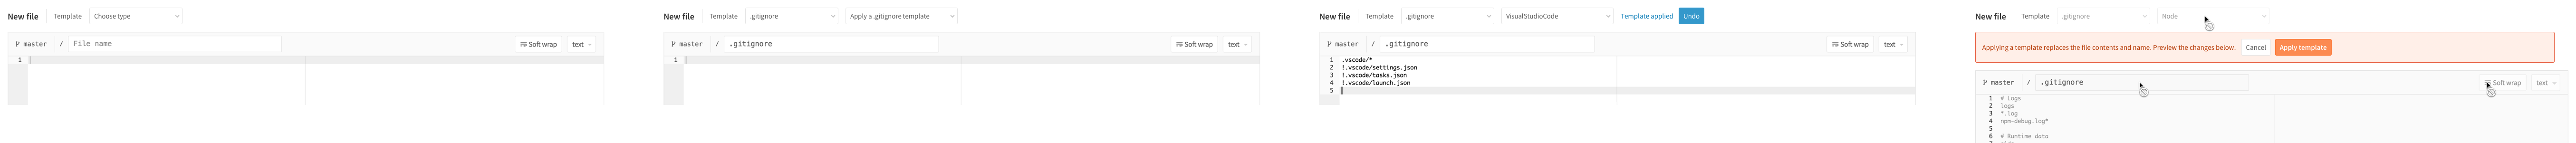 New file Template Choose type
master / File name Soft wrap text
1
New file Template .gitignore Apply a .gitignore template
master / .gitignore Soft wrap text
1
New file Template .gitignore VisualStudioCode Template applied Undo
master / .gitignore Soft wrap text
1 .vscode/*
2 !.vscode/settings.json
3 !.vscode/tasks.json
4 !.vscode/launch.json
5
New file Template .gitignore Node
Applying a template replaces the file contents and name. Preview the changes below. Cancel Apply template
master / .gitignore Soft wrap text
1 # Logs
2 logs
3 *.log
4 npm-debug.log*
5
6 # Runtime data